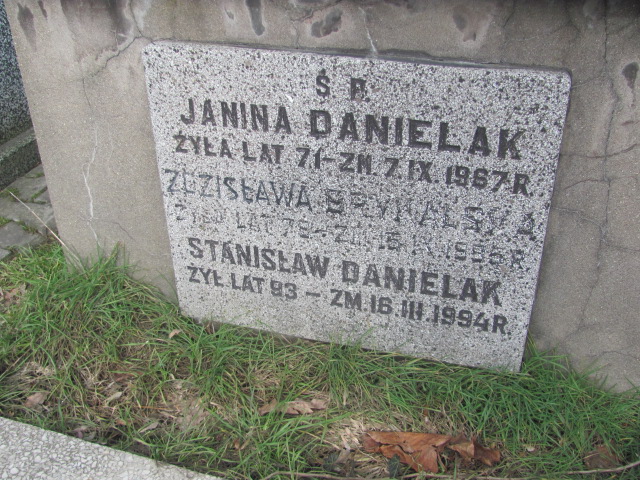 Ś P.
JANINA DANIELAK
ŻYŁA LAT 71 - ZM. 7.IX.1967 R.
ŻYŁA LAT
STANISŁAW DANIELAK
ŻYŁ. LAT 93 - ZM. 16.III.1994 R.